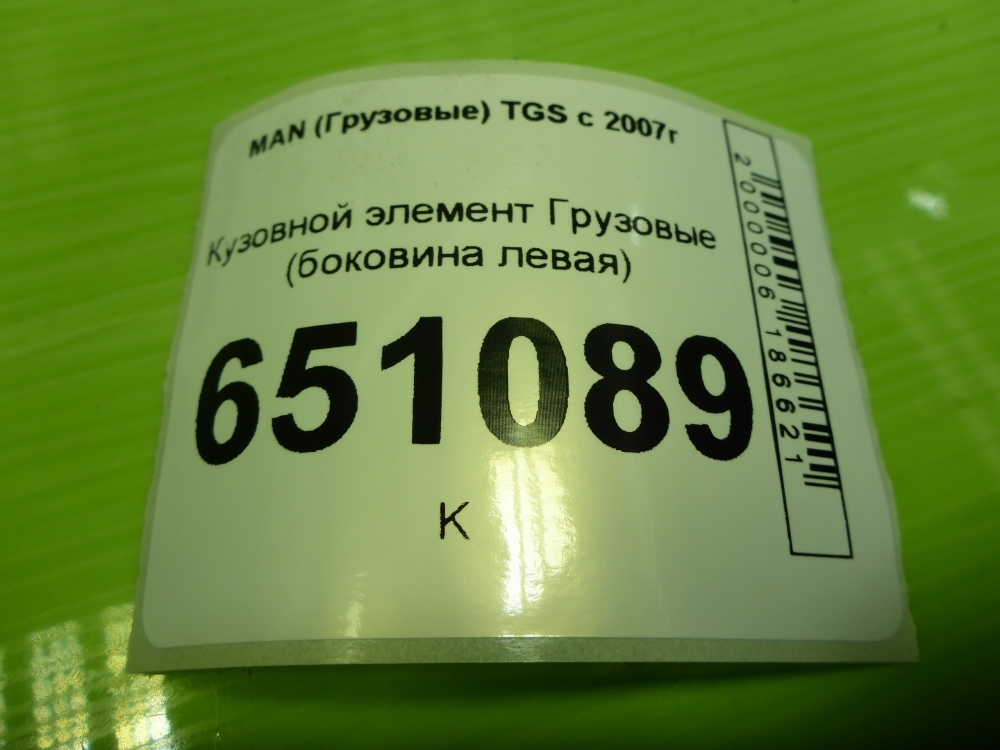 MAN (Грузовые) TGS с 2007г
Кузовной элемент Грузовые
(боковина левая)
651089
К
2000006186621